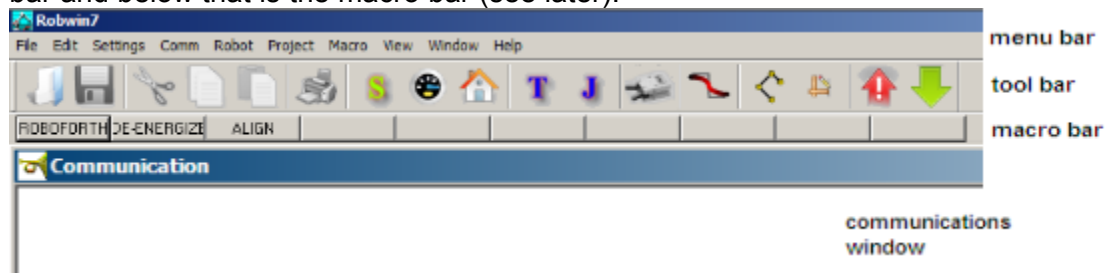 bar and below that is the macro bar (see later).
Robwin7
File Edit Settings Comm Robot Project Macro View Window Help
menu bar
S T J
tool bar
ROBOFORTH DE-ENERGIZE ALIGN
macro bar
Communication
communications
window